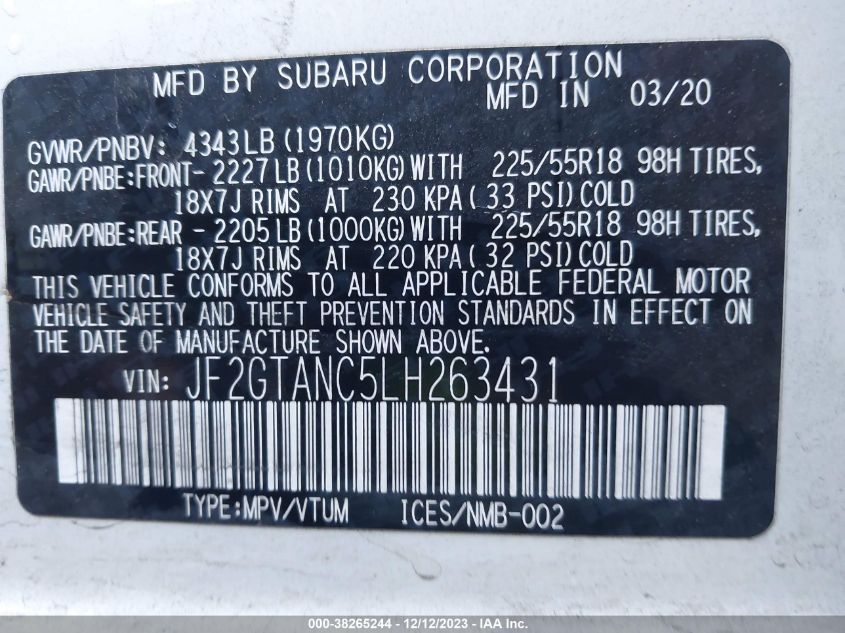 MFD BY SUBARU CORPORATION
MFD IN 03/20
GVWR/PNBV: 4343LB (1970KG)
GAWR/PNBE:FRONT- 2227LB (1010KG) WITH 225/55R18 98H TIRES,
18X7J RIMS AT 230 KPA ( 33 PSI) COLD
GAWR/PNBE:REAR - 2205LB (1000KG) WITH 225/55R18 98H TIRES,
18X7J RIMS AT 220 KPA ( 32 PSI) COLD
THIS VEHICLE CONFORMS TO ALL APPLICABLE FEDERAL MOTOR
VEHICLE SAFETY AND THEFT PREVENTION STANDARDS IN EFFECT ON
THE DATE OF MANUFACTURE SHOWN ABOVE.
VIN: JF2GTANC5LH263431
TYPE:MPV/VTUM ICES/NMB-002
000-38265244 - 12/12/2023 - IAA Inc.